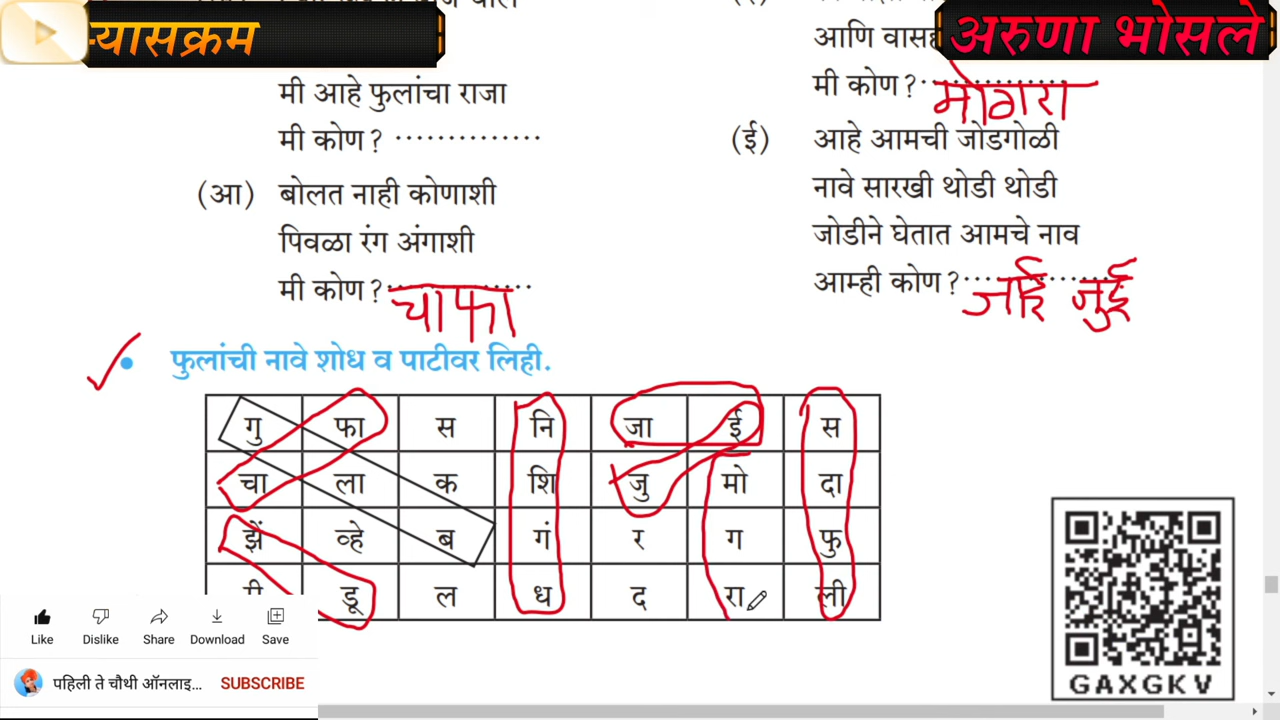 न्यासक्रम
अरुणा भोसले
आणि
मी आहे फुलांचा राजा
मी कोण? ..............
(आ) बोलत नाही कोणाशी
पिवळा रंग अंगाशी
मी कोण? चाफा
मी कोण? मोगरा
(ई) आहे आमची जोडगोळी
नावे सारखी थोडी थोडी
जोडीने घेतात आमचे नाव
आम्ही कोण? जाई जुई
• फुलांची नावे शोध व पाटीवर लिही.
गु फा स नि जा ई स
चा ला क शि जु मो दा
झें व्हे ब गं र ग फु
डू ल ध द रा ली
GAXGKV
Like Dislike Share Download Save
पहिली ते चौथी ऑनलाइ... SUBSCRIBE